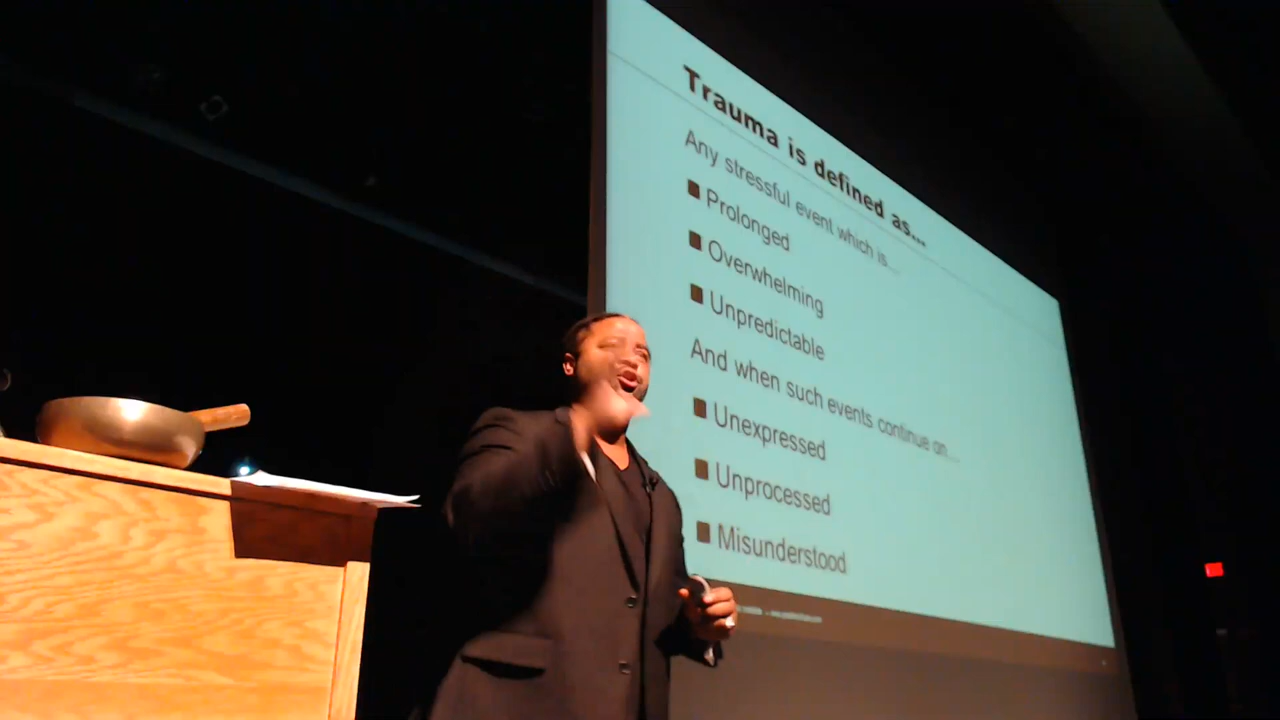 Trauma is defined as...
Any stressful event which is...
Prolonged
Overwhelming
Unpredictable
And when such events continue on...
Unexpressed
Unprocessed
Misunderstood